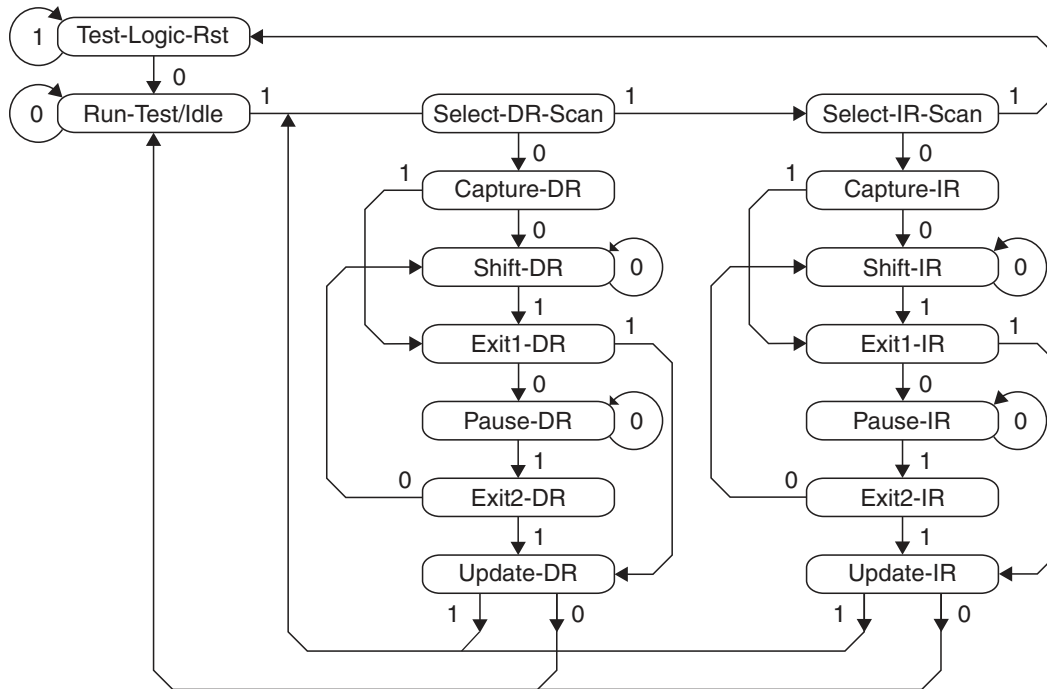 1 Test-Logic-Rst
0
0 Run-Test/Idle 1 Select-DR-Scan 1 Select-IR-Scan 1
0 0
1 Capture-DR 1 Capture-IR
0 0
Shift-DR 0 Shift-IR 0
1 1
Exit1-DR 1 Exit1-IR 1
0 0
Pause-DR 0 Pause-IR 0
1 1
0 Exit2-DR 0 Exit2-IR
1 1
Update-DR Update-IR
1 0 1 0